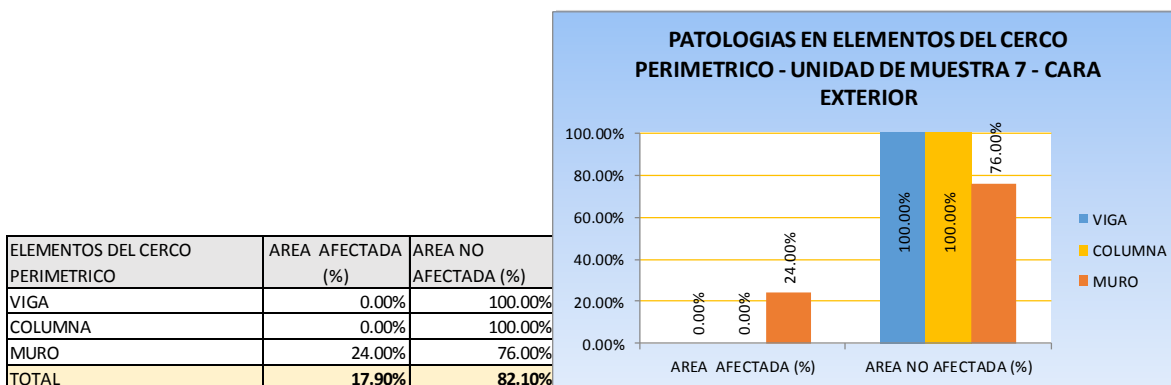 ELEMENTOS DEL CERCO PERIMETRICO | AREA AFECTADA (%) | AREA NO AFECTADA (%)
VIGA 0.00% 100.00%
COLUMNA 0.00% 100.00%
MURO 24.00% 76.00%
TOTAL 17.90% 82.10%
PATOLOGIAS EN ELEMENTOS DEL CERCO
PERIMETRICO - UNIDAD DE MUESTRA 7 - CARA
EXTERIOR
100.00%
80.00%
60.00%
40.00%
20.00%
0.00%
0.00%
0.00%
24.00%
100.00%
100.00%
76.00%
AREA AFECTADA (%)
AREA NO AFECTADA (%)
VIGA
COLUMNA
MURO